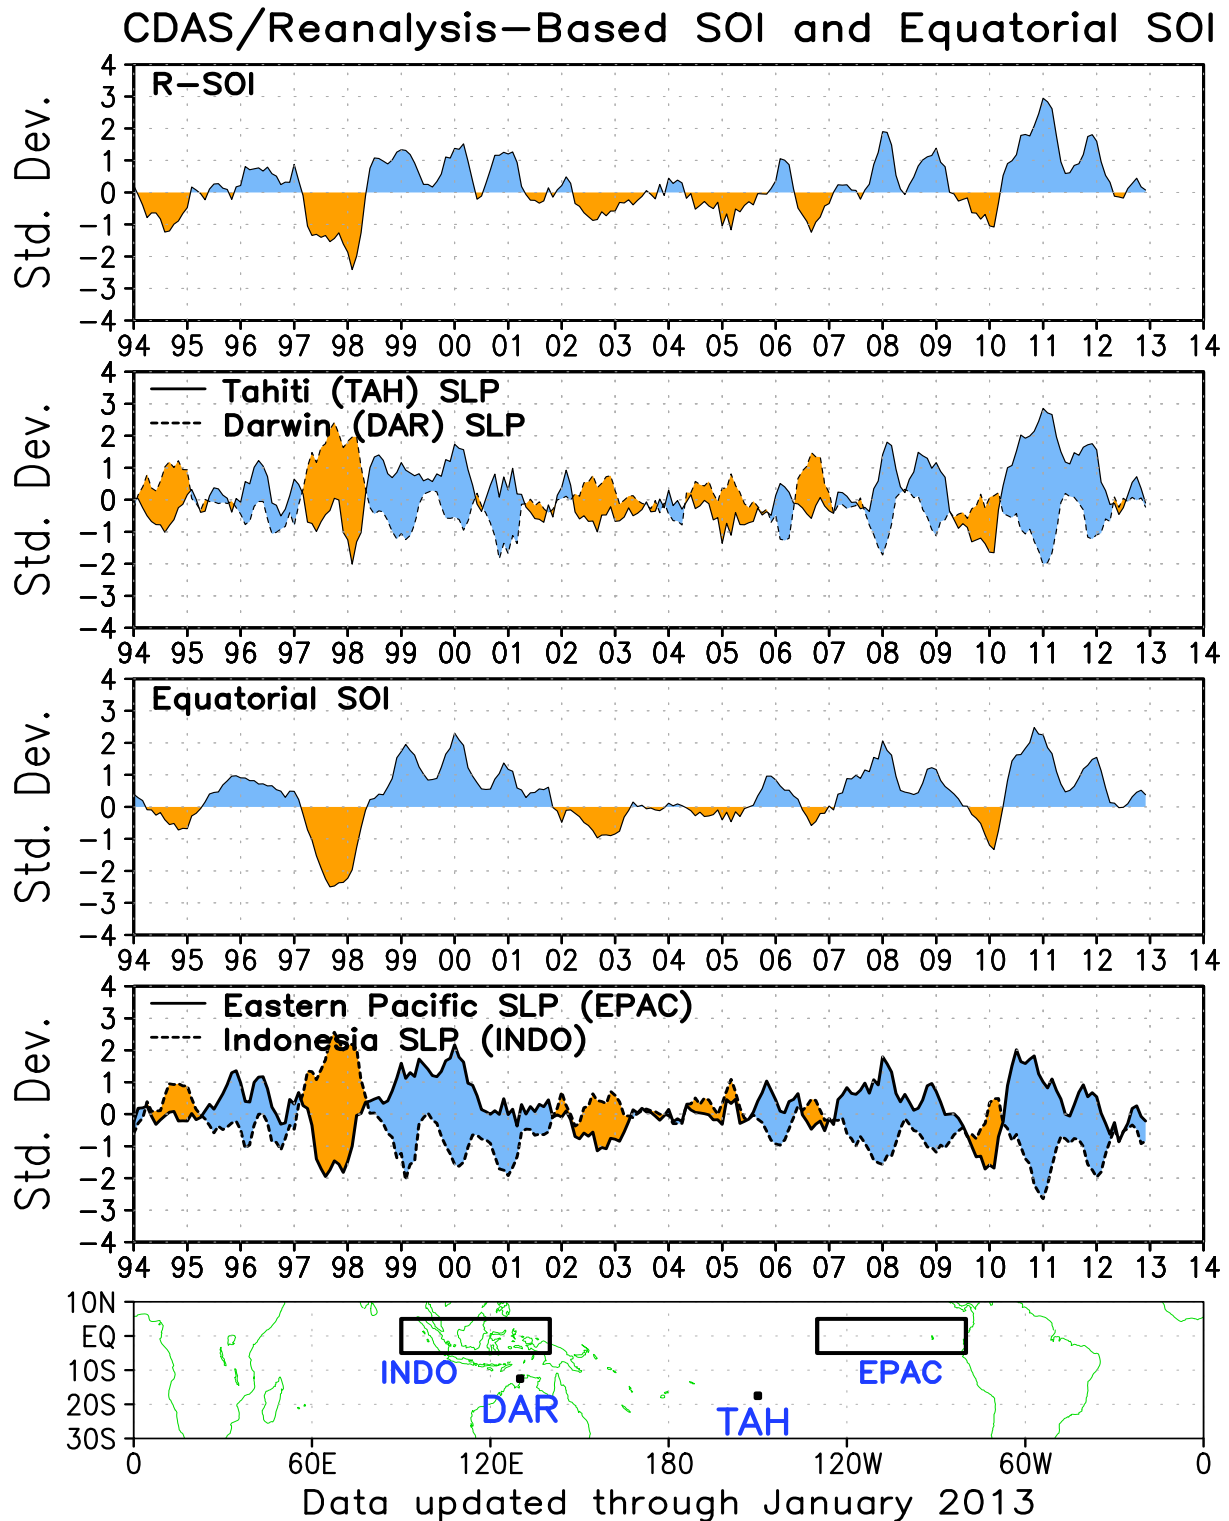 CDAS/Reanalysis-Based SOI and Equatorial SOI
4
R-SOI
3
2
1
0
-1
-2
-3
-4
Std. Dev.
94 95 96 97 98 99 00 01 02 03 04 05 06 07 08 09 10 11 12 13 14
4
Tahiti (TAH) SLP
3
Darwin (DAR) SLP
2
1
0
-1
-2
-3
-4
Std. Dev.
94 95 96 97 98 99 00 01 02 03 04 05 06 07 08 09 10 11 12 13 14
4
Equatorial SOI
3
2
1
0
-1
-2
-3
-4
Std. Dev.
94 95 96 97 98 99 00 01 02 03 04 05 06 07 08 09 10 11 12 13 14
4
Eastern Pacific SLP (EPAC)
3
Indonesia SLP (INDO)
2
1
0
-1
-2
-3
-4
Std. Dev.
94 95 96 97 98 99 00 01 02 03 04 05 06 07 08 09 10 11 12 13 14
10N
EQ
10S
20S
30S
INDO
EPAC
DAR
TAH
0 60E 120E 180 120W 60W 0
Data updated through January 2013